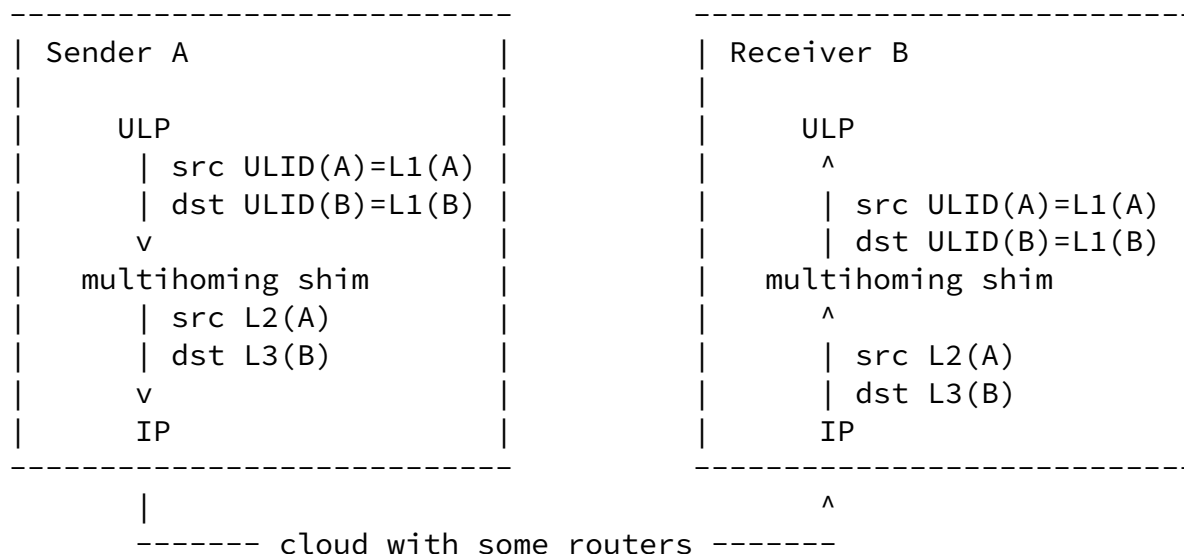 Sender A Receiver B
ULP ULP
| src ULID(A)=L1(A) ^
| dst ULID(B)=L1(B) | src ULID(A)=L1(A)
v | dst ULID(B)=L1(B)
multihoming shim multihoming shim
| src L2(A) ^
| dst L3(B) | src L2(A)
v | dst L3(B)
IP IP
| ^
------- cloud with some routers -------